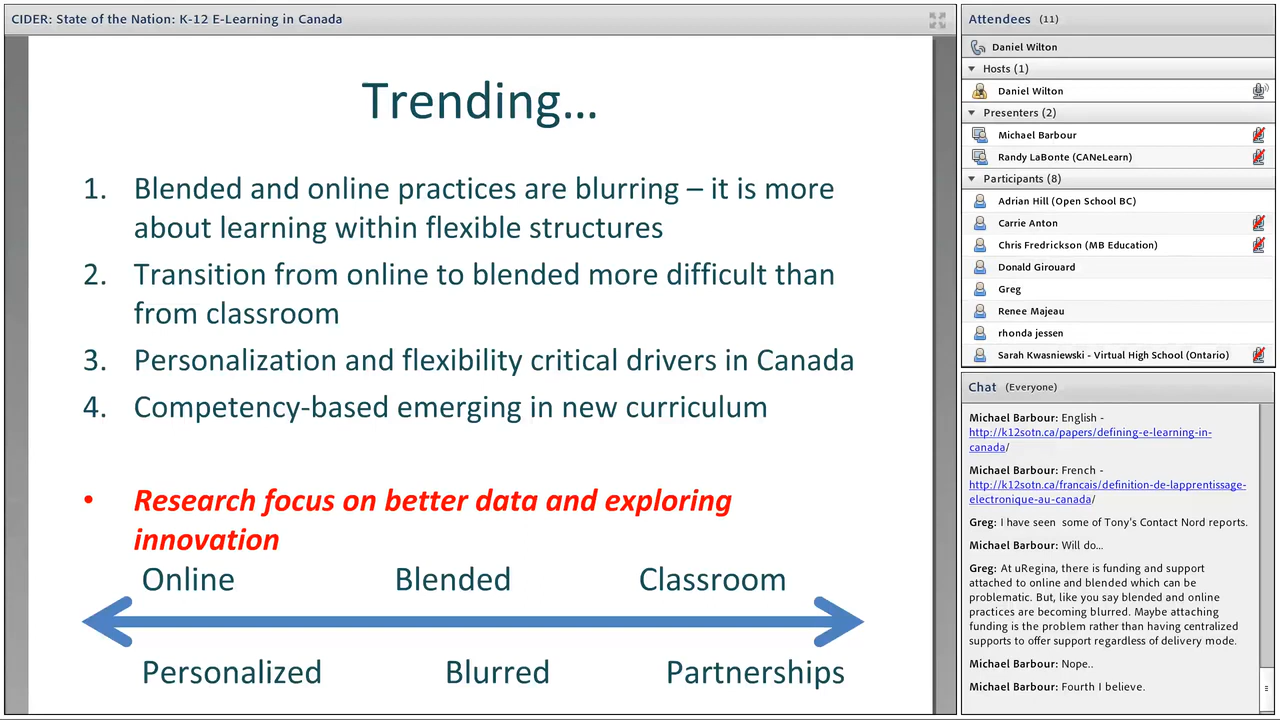 CIDER: State of the Nation: K-12 E-Learning in Canada
Trending...
1. Blended and online practices are blurring – it is more
about learning within flexible structures
2. Transition from online to blended more difficult than
from classroom
3. Personalization and flexibility critical drivers in Canada
4. Competency-based emerging in new curriculum
• Research focus on better data and exploring
innovation
Online Blended Classroom
Personalized Blurred Partnerships
Attendees (11)
Daniel Wilton
Hosts (1)
Daniel Wilton
Presenters (2)
Michael Barbour
Randy LaBonte (CANeLearn)
Participants (8)
Adrian Hill (Open School BC)
Carrie Anton
Chris Fredrickson (MB Education)
Donald Girouard
Greg
Renee Majeau
rhonda jessen
Sarah Kwasniewski - Virtual High School (Ontario)
Chat (Everyone)
Michael Barbour: English -
http://k12sotn.ca/papers/defining-e-learning-in-
canada/
Michael Barbour: French -
http://k12sotn.ca/francais/definition-de-lapprentissage-
electronique-au-canada/
Greg: I have seen some of Tony's Contact Nord reports.
Michael Barbour: Will do...
Greg: At uRegina, there is funding and support
attached to online and blended which can be
problematic. But, like you say blended and online
practices are becoming blurred. Maybe attaching
funding is the problem rather than having centralized
supports to offer support regardless of delivery mode.
Michael Barbour: Nope..
Michael Barbour: Fourth I believe.